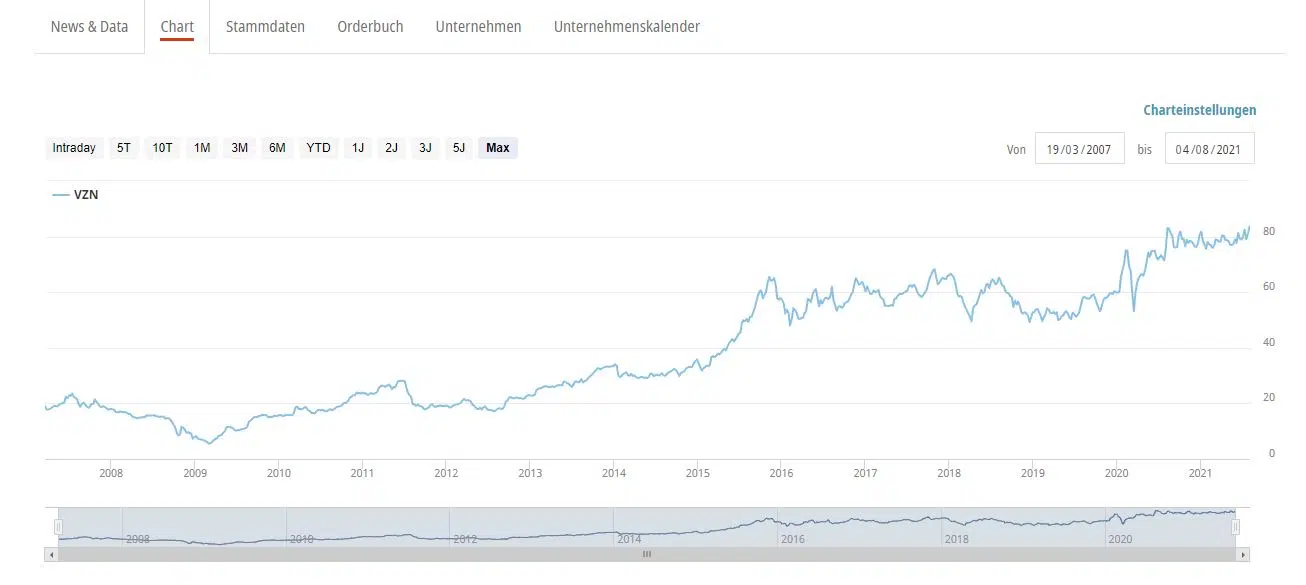 News & Data Chart Stammdaten Orderbuch Unternehmen Unternehmenskalender
Charteinstellungen
Intraday 5T 10T 1M 3M 6M YTD 1J 2J 3J 5J Max Von 19/03/2007 bis 04/08/2021
VZN
80
60
40
20
0
2008 2009 2010 2011 2012 2013 2014 2015 2016 2017 2018 2019 2020 2021
2008 2010 2012 2014 2016 2018 2020